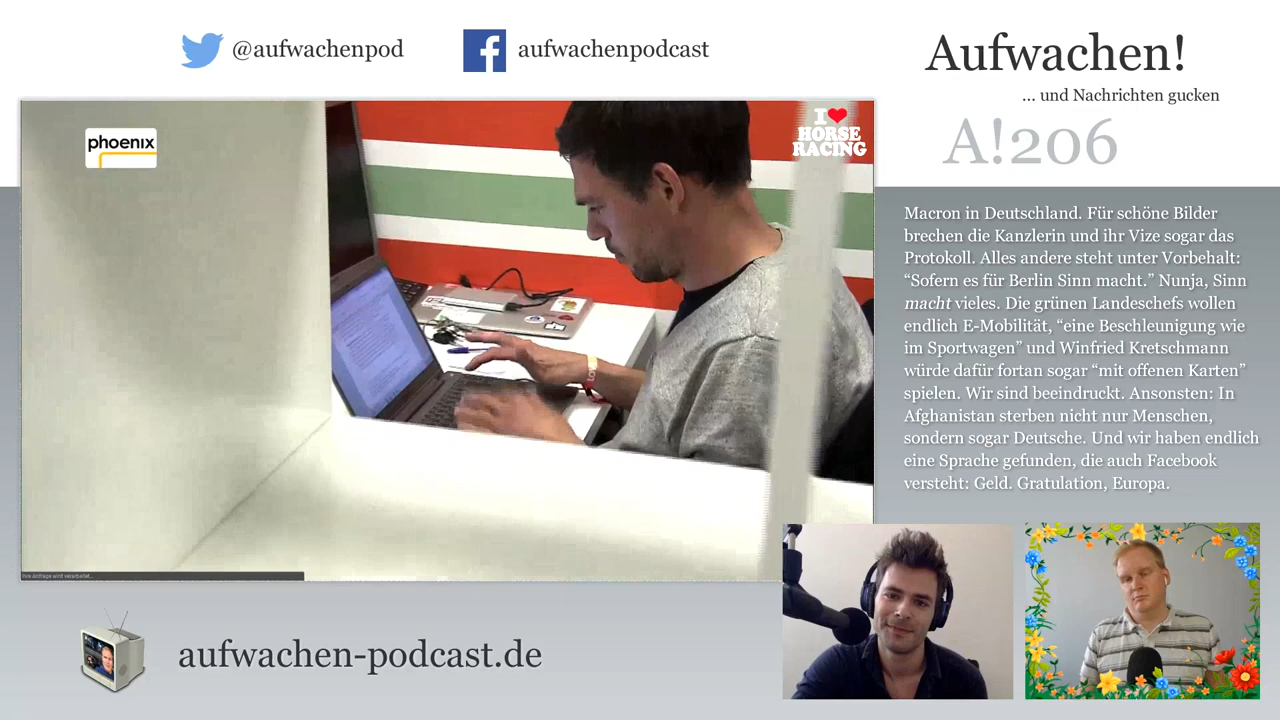 @aufwachenpod
aufwachenpodcast
Aufwachen!
... und Nachrichten gucken
A!206
phoenix
I
HORSE
RACING
Macron in Deutschland. Für schöne Bilder
brechen die Kanzlerin und ihr Vize sogar das
Protokoll. Alles andere steht unter Vorbehalt:
“Sofern es für Berlin Sinn macht.” Nunja, Sinn
macht vieles. Die grünen Landeschefs wollen
endlich E-Mobilität, “eine Beschleunigung wie
im Sportwagen” und Winfried Kretschmann
würde dafür fortan sogar “mit offenen Karten”
spielen. Wir sind beeindruckt. Ansonsten: In
Afghanistan sterben nicht nur Menschen,
sondern sogar Deutsche. Und wir haben endlich
eine Sprache gefunden, die auch Facebook
versteht: Geld. Gratulation, Europa.
Ihre Anfrage wird verarbeitet...
aufwachen-podcast.de